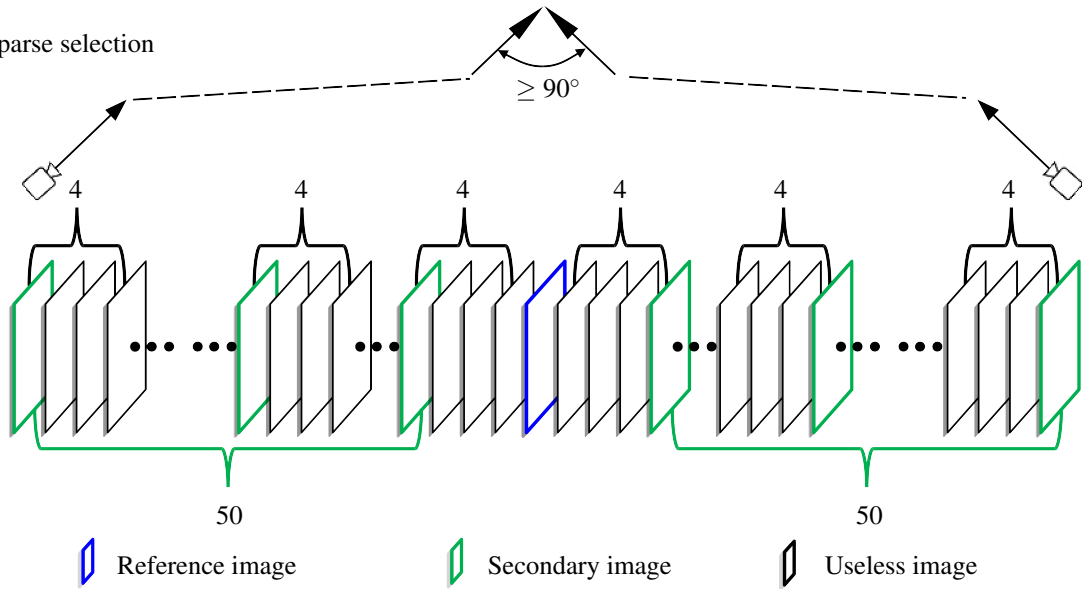 parse selection
≥ 90°
4 4 4 4 4 4
50 50
Reference image Secondary image Useless image